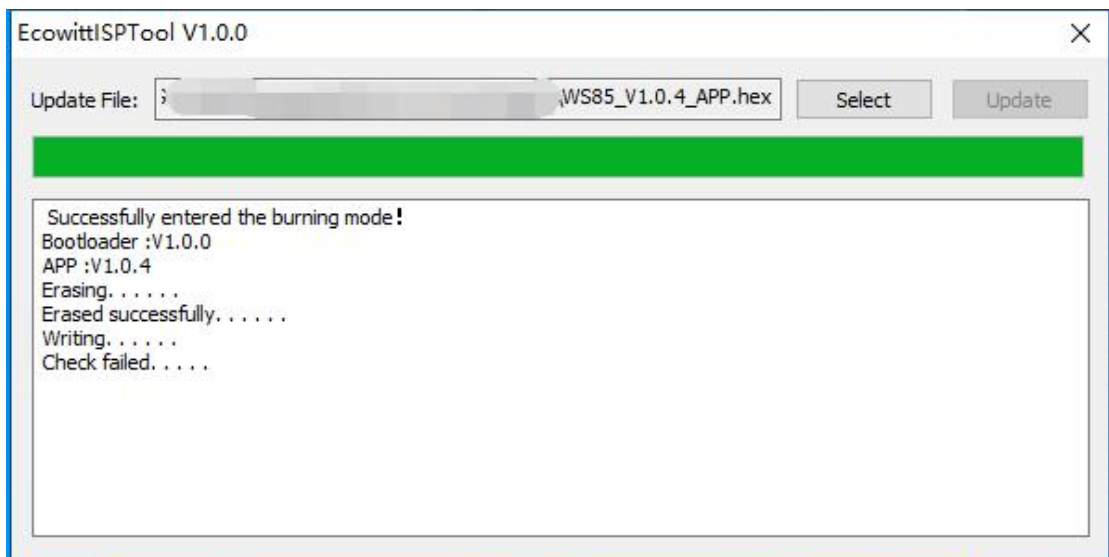 EcowittISPTool V1.0.0
Update File: \WS85_V1.0.4_APP.hex Select Update
Successfully entered the burning mode!
Bootloader :V1.0.0
APP :V1.0.4
Erasing. . . . . .
Erased successfully. . . . . .
Writing. . . . . .
Check failed. . . . .